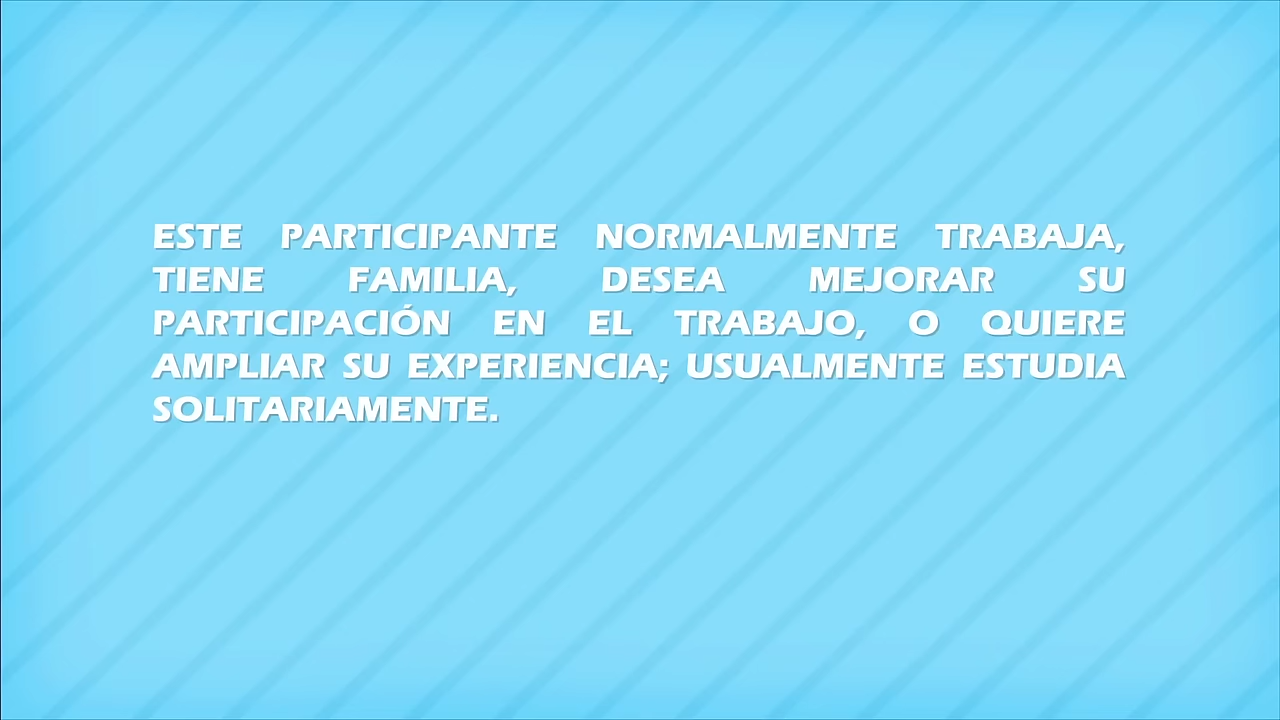 ESTE PARTICIPANTE NORMALMENTE TRABAJA,
TIENE FAMILIA, DESEA MEJORAR SU
PARTICIPACIÓN EN EL TRABAJO, O QUIERE
AMPLIAR SU EXPERIENCIA; USUALMENTE ESTUDIA
SOLITARIAMENTE.